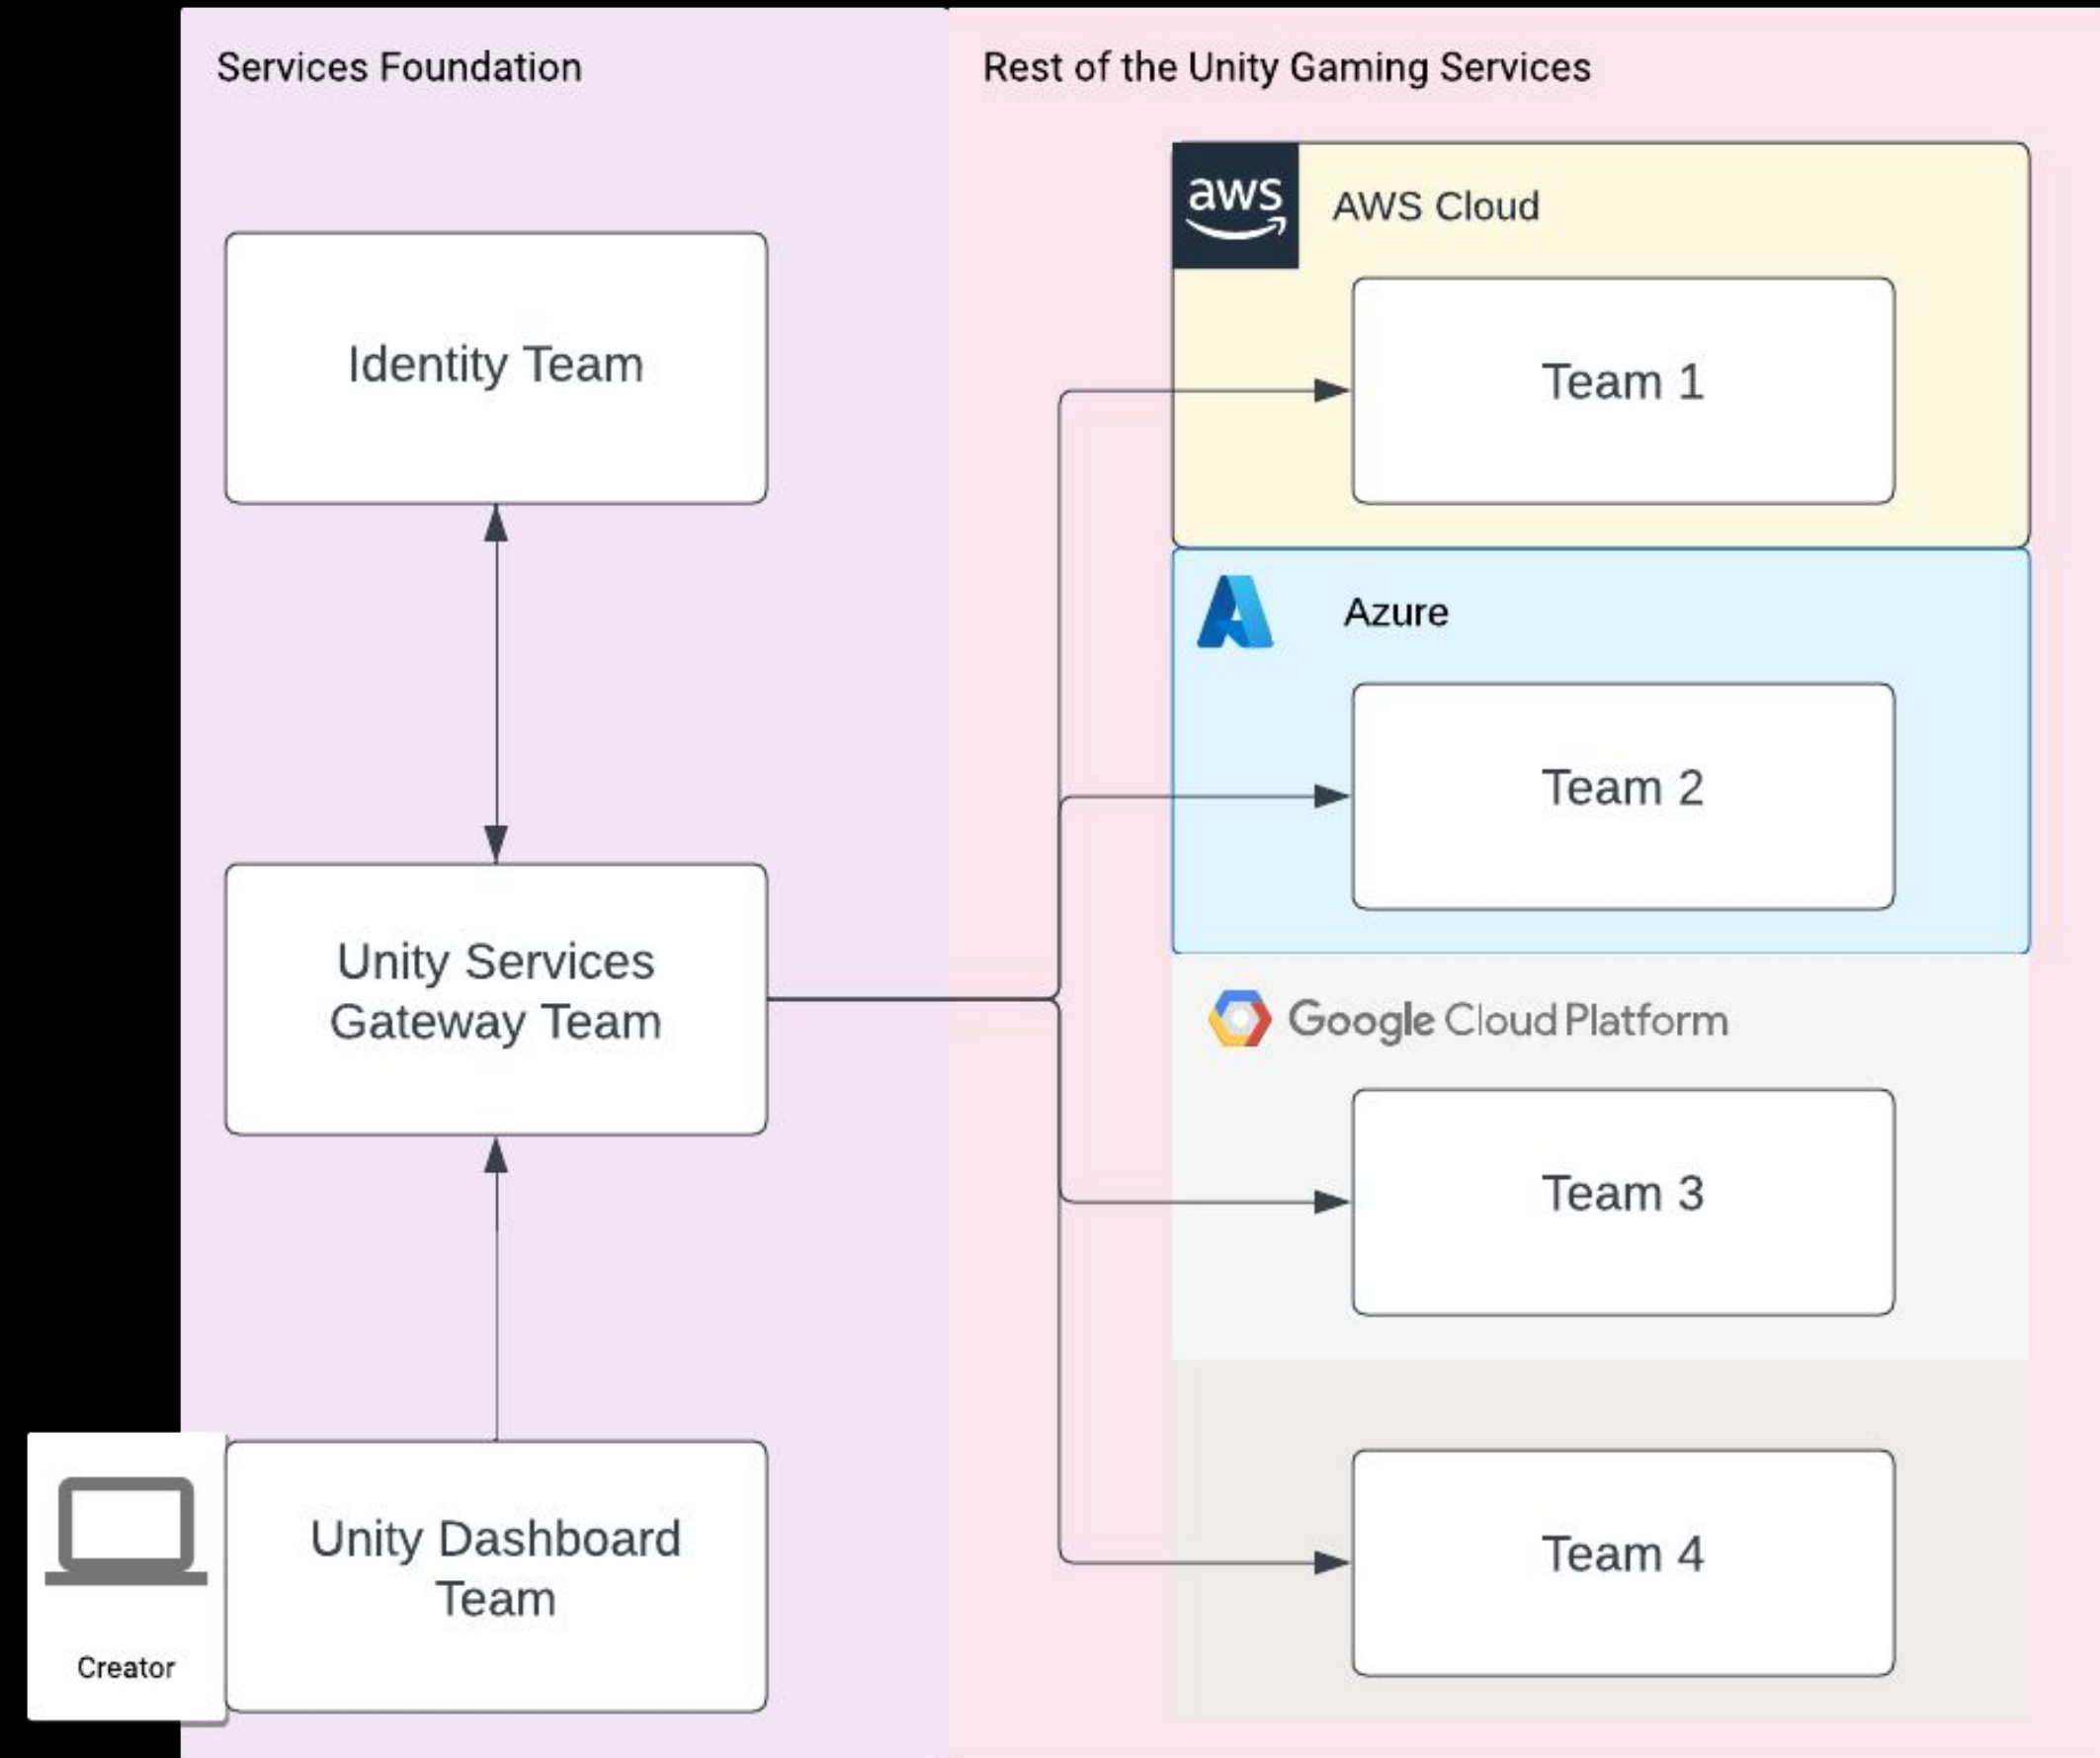 Services Foundation
Rest of the Unity Gaming Services
Identity Team
Unity Services
Gateway Team
Unity Dashboard
Team
Creator
aws
AWS Cloud
Team 1
Azure
Team 2
Google Cloud Platform
Team 3
Team 4